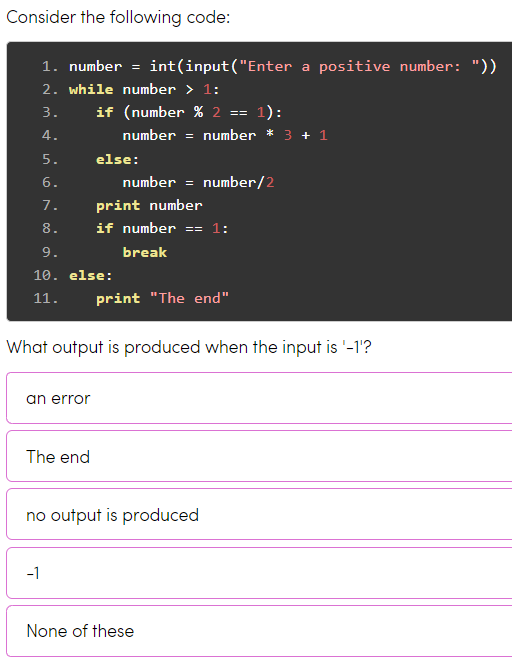 Consider the following code:
1. number = int(input("Enter a positive number: "))
2. while number > 1:
3.    if (number % 2 == 1):
4.       number = number * 3 + 1
5.    else:
6.       number = number/2
7.    print number
8.    if number == 1:
9.       break
10. else:
11.    print "The end"
What output is produced when the input is '-1'?
an error
The end
no output is produced
-1
None of these